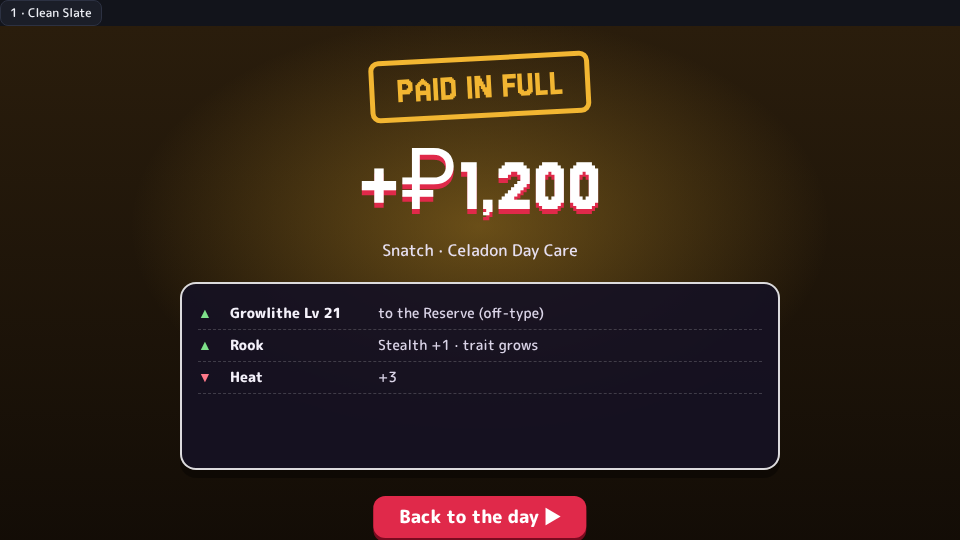 1 · Clean Slate
PAID IN FULL
+₽1,200
Snatch · Celadon Day Care
▲ Growlithe Lv 21 to the Reserve (off-type)
▲ Rook Stealth +1 · trait grows
▼ Heat +3
Back to the day ▶